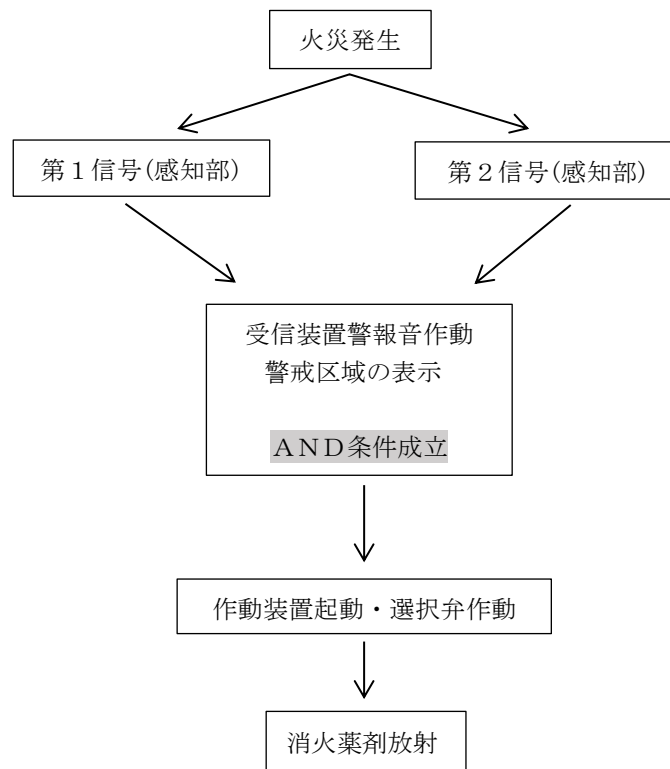 火災発生
第１信号(感知部)
第２信号(感知部)
受信装置警報音作動
警戒区域の表示
ＡＮＤ条件成立
作動装置起動・選択弁作動
消火薬剤放射